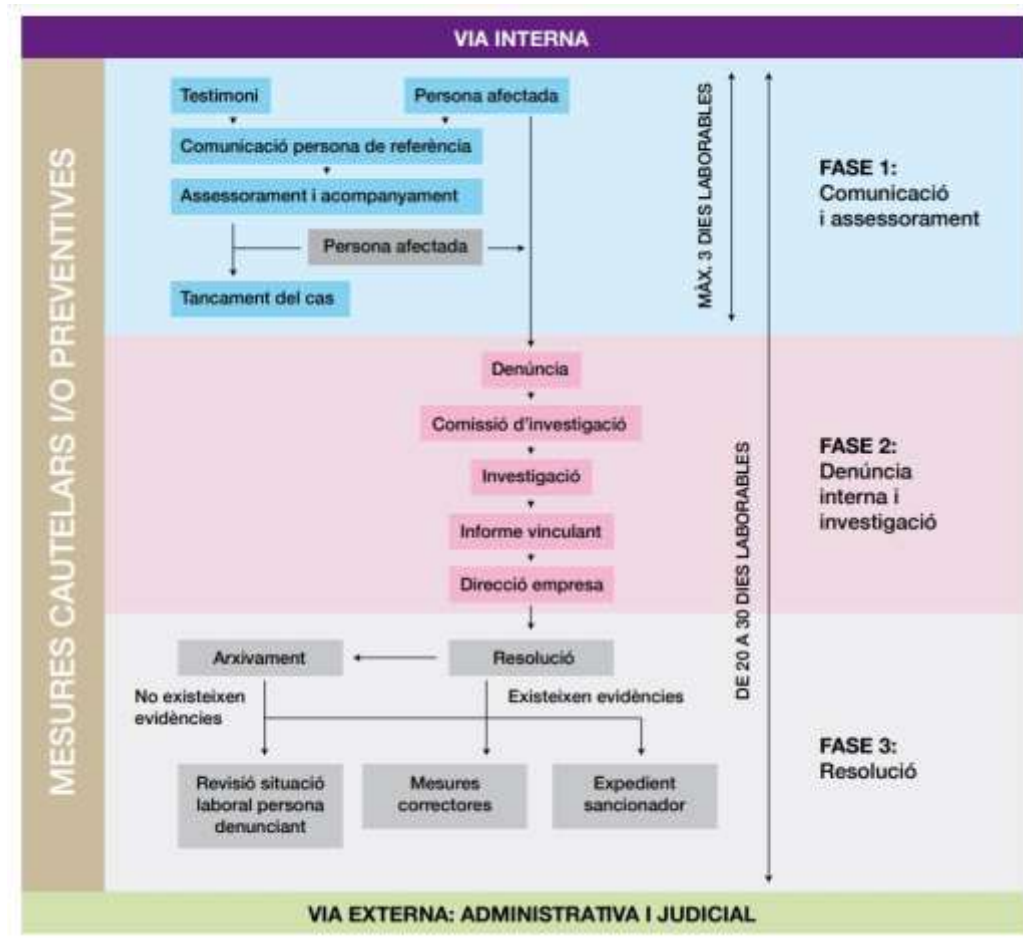 VIA INTERNA
MESURES CAUTELARS I/O PREVENTIVES
Testimoni
Persona afectada
Comunicació persona de referència
Assessorament i acompanyament
Persona afectada
Tancament del cas
MÀX. 3 DIES LABORABLES
FASE 1:
Comunicació
i assessorament
Denúncia
Comissió d'investigació
Investigació
Informe vinculant
Direcció empresa
DE 20 A 30 DIES LABORABLES
FASE 2:
Denúncia
interna i
investigació
Arxivament
Resolució
No existeixen
evidències
Existeixen evidències
Revisió situació
laboral persona
denunciant
Mesures
correctores
Expedient
sancionador
FASE 3:
Resolució
VIA EXTERNA: ADMINISTRATIVA I JUDICIAL